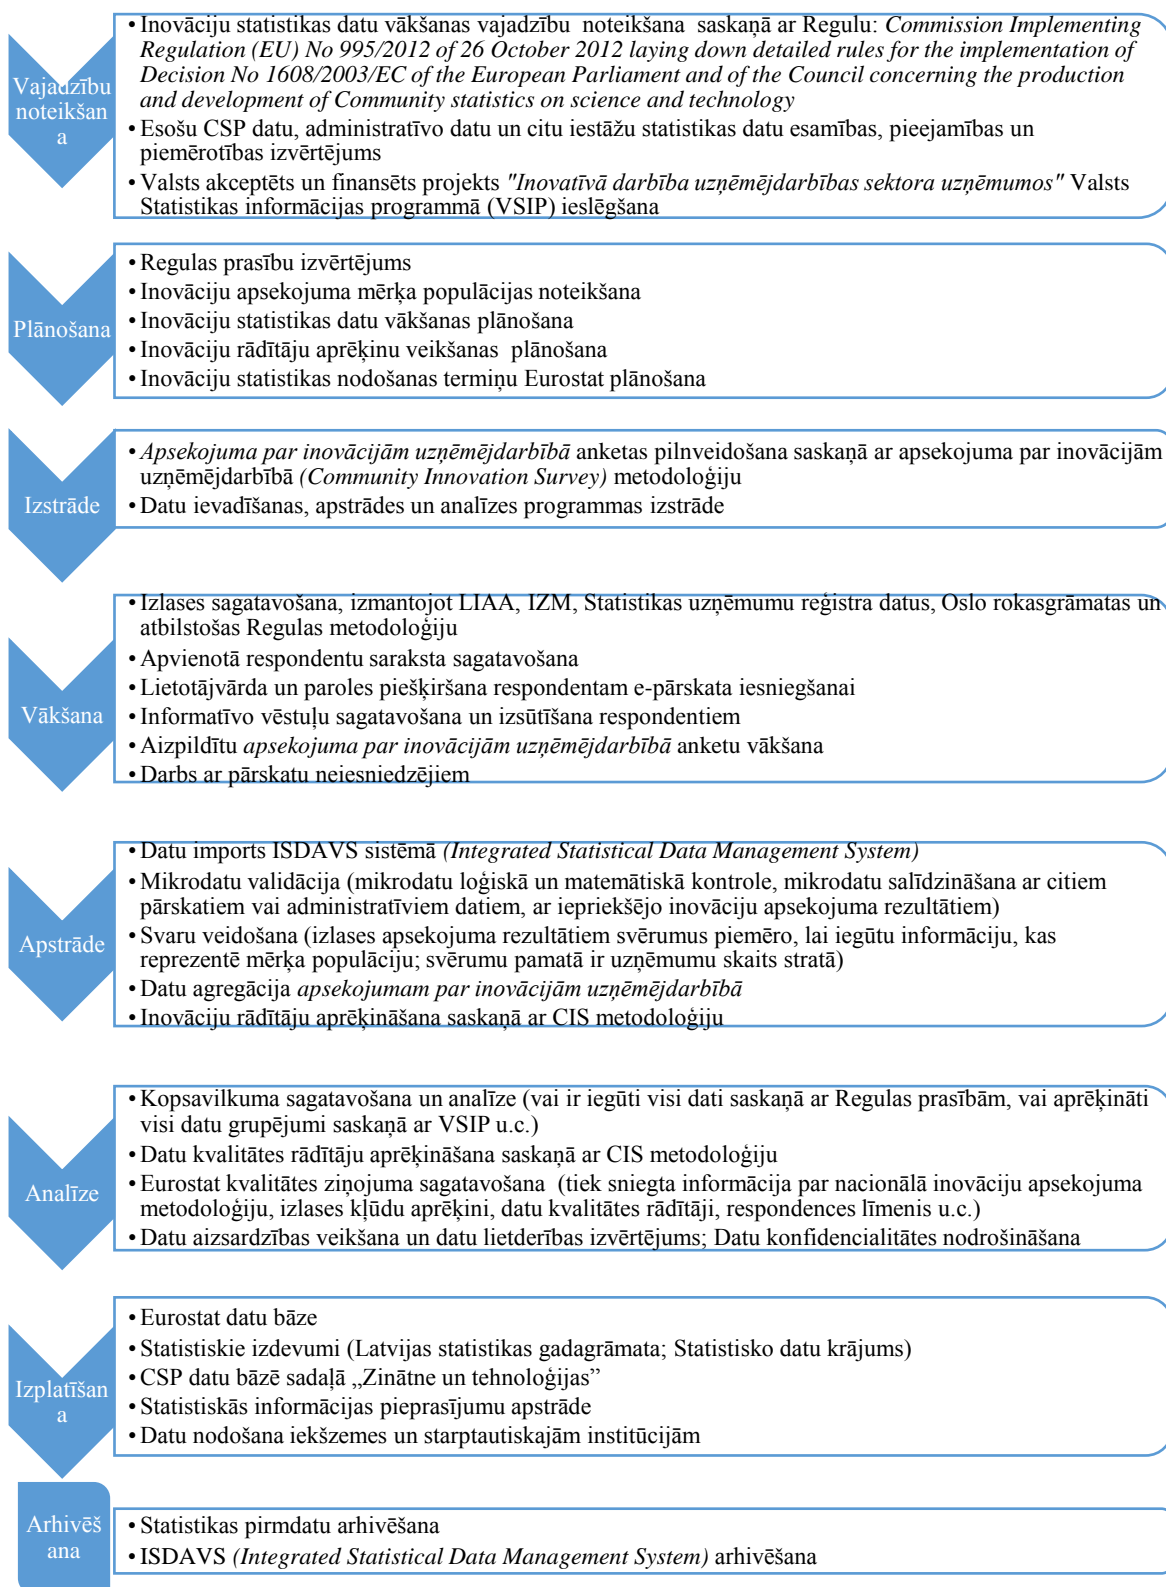 Vajadzību
noteikšan
a
• Inovāciju statistikas datu vākšanas vajadzību  noteikšana  saskaņā ar Regulu: Commission Implementing
Regulation (EU) No 995/2012 of 26 October 2012 laying down detailed rules for the implementation of
Decision No 1608/2003/EC of the European Parliament and of the Council concerning the production
and development of Community statistics on science and technology
• Esošu CSP datu, administratīvo datu un citu iestāžu statistikas datu esamības, pieejamības un
piemērotības izvērtējums
• Valsts akceptēts un finansēts projekts "Inovatīvā darbība uzņēmējdarbības sektora uzņēmumos" Valsts
Statistikas informācijas programmā (VSIP) ieslēgšana
Plānošana
• Regulas prasību izvērtējums
• Inovāciju apsekojuma mērķa populācijas noteikšana
• Inovāciju statistikas datu vākšanas plānošana
• Inovāciju rādītāju aprēķinu veikšanas  plānošana
• Inovāciju statistikas nodošanas termiņu Eurostat plānošana
Izstrāde
• Apsekojuma par inovācijām uzņēmējdarbībā anketas pilnveidošana saskaņā ar apsekojuma par inovācijām
uzņēmējdarbībā (Community Innovation Survey) metodoloģiju
• Datu ievadīšanas, apstrādes un analīzes programmas izstrāde
Vākšana
• Izlases sagatavošana, izmantojot LIAA, IZM, Statistikas uzņēmumu reģistra datus, Oslo rokasgrāmatas un
atbilstošas Regulas metodoloģiju
• Apvienotā respondentu saraksta sagatavošana
• Lietotājvārda un paroles piešķiršana respondentam e-pārskata iesniegšanai
• Informatīvo vēstuļu sagatavošana un izsūtīšana respondentiem
• Aizpildītu apsekojuma par inovācijām uzņēmējdarbībā anketu vākšana
• Darbs ar pārskatu neiesniedzējiem
Apstrāde
• Datu imports ISDAVS sistēmā (Integrated Statistical Data Management System)
• Mikrodatu validācija (mikrodatu loģiskā un matemātiskā kontrole, mikrodatu salīdzināšana ar citiem
pārskatiem vai administratīviem datiem, ar iepriekšējo inovāciju apsekojuma rezultātiem)
• Svaru veidošana (izlases apsekojuma rezultātiem svērumus piemēro, lai iegūtu informāciju, kas
reprezentē mērķa populāciju; svērumu pamatā ir uzņēmumu skaits stratā)
• Datu agregācija apsekojumam par inovācijām uzņēmējdarbībā
• Inovāciju rādītāju aprēķināšana saskaņā ar CIS metodoloģiju
Analīze
• Kopsavilkuma sagatavošana un analīze (vai ir iegūti visi dati saskaņā ar Regulas prasībām, vai aprēķināti
visi datu grupējumi saskaņā ar VSIP u.c.)
• Datu kvalitātes rādītāju aprēķināšana saskaņā ar CIS metodoloģiju
• Eurostat kvalitātes ziņojuma sagatavošana  (tiek sniegta informācija par nacionālā inovāciju apsekojuma
metodoloģiju, izlases kļūdu aprēķini, datu kvalitātes rādītāji, respondences līmenis u.c.)
• Datu aizsardzības veikšana un datu lietderības izvērtējums; Datu konfidencialitātes nodrošināšana
Izplatīšan
a
• Eurostat datu bāze
• Statistiskie izdevumi (Latvijas statistikas gadagrāmata; Statistisko datu krājums)
• CSP datu bāzē sadaļā „Zinātne un tehnoloģijas”
• Statistiskās informācijas pieprasījumu apstrāde
• Datu nodošana iekšzemes un starptautiskajām institūcijām
Arhivēš
ana
• Statistikas pirmdatu arhivēšana
• ISDAVS (Integrated Statistical Data Management System) arhivēšana